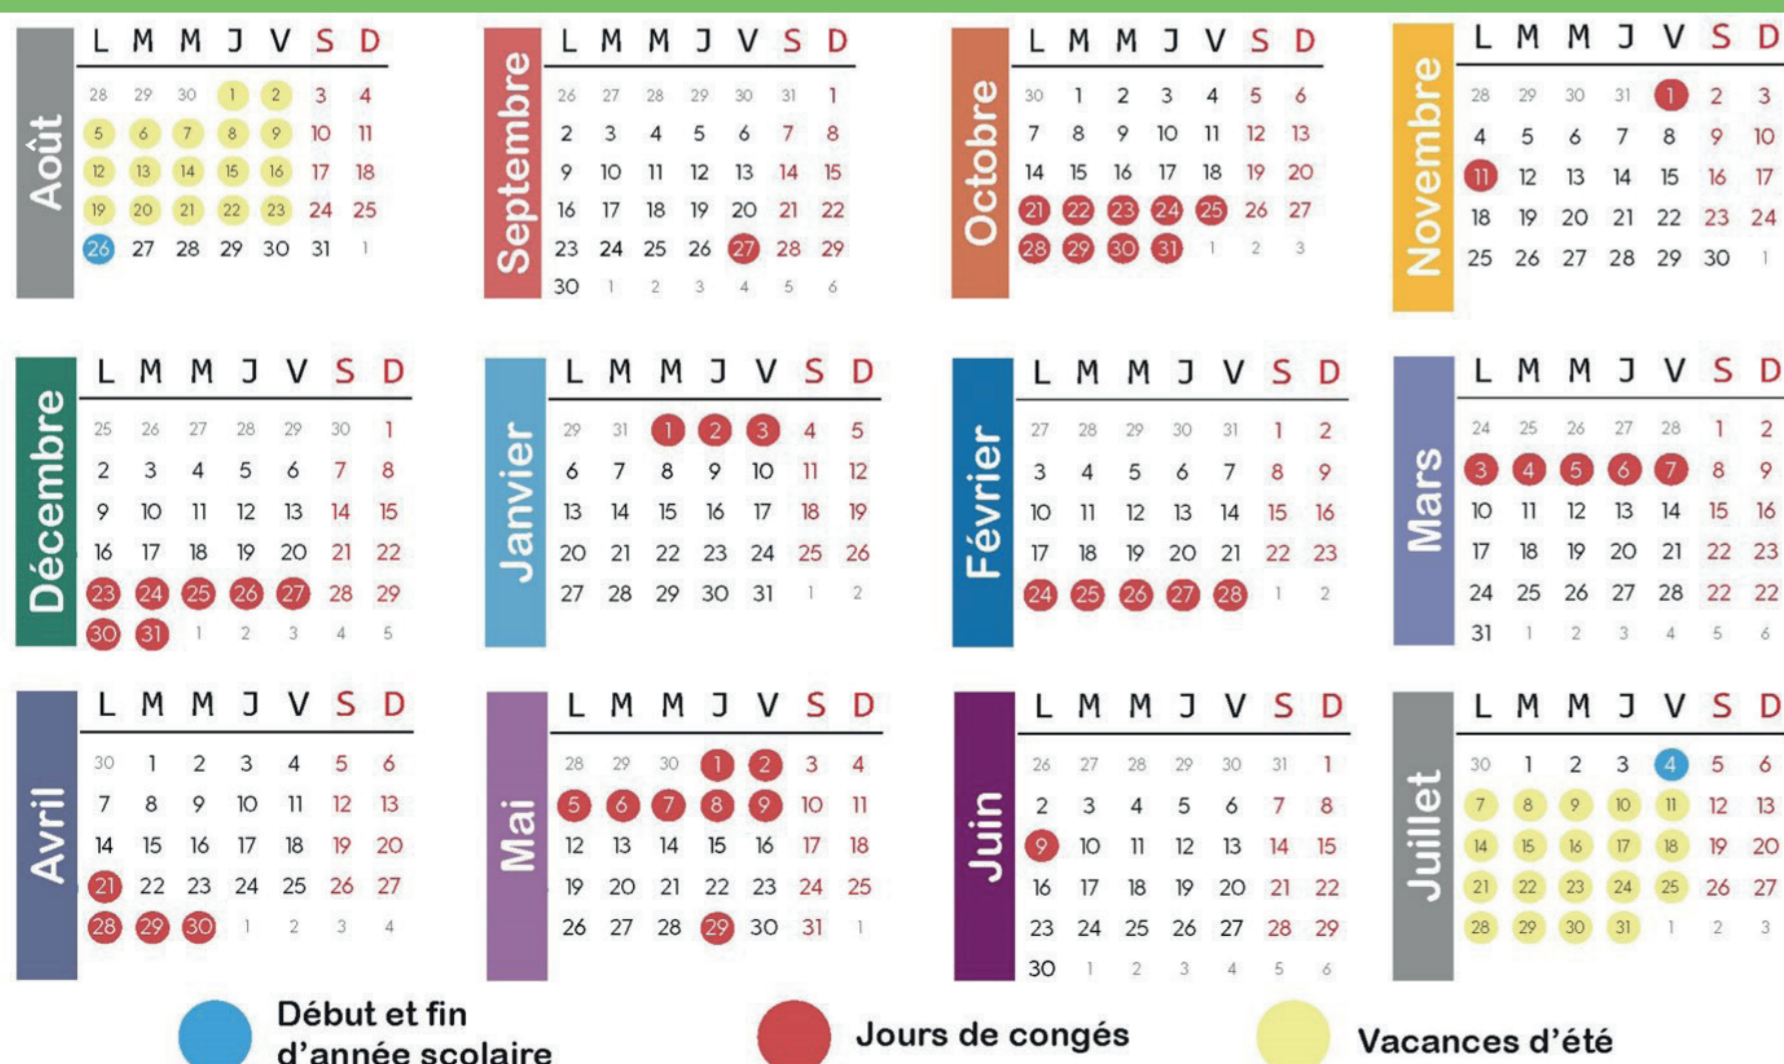 Août
L M M J V S D
28 29 30 1 2 3 4
5 6 7 8 9 10 11
12 13 14 15 16 17 18
19 20 21 22 23 24 25
26 27 28 29 30 31 1
Septembre
L M M J V S D
26 27 28 29 30 31 1
2 3 4 5 6 7 8
9 10 11 12 13 14 15
16 17 18 19 20 21 22
23 24 25 26 27 28 29
30 1 2 3 4 5 6
Octobre
L M M J V S D
30 1 2 3 4 5 6
7 8 9 10 11 12 13
14 15 16 17 18 19 20
21 22 23 24 25 26 27
28 29 30 31 1 2 3
Novembre
L M M J V S D
28 29 30 31 1 2 3
4 5 6 7 8 9 10
11 12 13 14 15 16 17
18 19 20 21 22 23 24
25 26 27 28 29 30 1
Décembre
L M M J V S D
25 26 27 28 29 30 1
2 3 4 5 6 7 8
9 10 11 12 13 14 15
16 17 18 19 20 21 22
23 24 25 26 27 28 29
30 31 1 2 3 4 5
Janvier
L M M J V S D
29 31 1 2 3 4 5
6 7 8 9 10 11 12
13 14 15 16 17 18 19
20 21 22 23 24 25 26
27 28 29 30 31 1 2
Février
L M M J V S D
27 28 29 30 31 1 2
3 4 5 6 7 8 9
10 11 12 13 14 15 16
17 18 19 20 21 22 23
24 25 26 27 28 1 2
Mars
L M M J V S D
24 25 26 27 28 1 2
3 4 5 6 7 8 9
10 11 12 13 14 15 16
17 18 19 20 21 22 23
24 25 26 27 28 22 22
31 1 2 3 4 5 6
Avril
L M M J V S D
30 1 2 3 4 5 6
7 8 9 10 11 12 13
14 15 16 17 18 19 20
21 22 23 24 25 26 27
28 29 30 1 2 3 4
Mai
L M M J V S D
28 29 30 1 2 3 4
5 6 7 8 9 10 11
12 13 14 15 16 17 18
19 20 21 22 23 24 25
26 27 28 29 30 31 1
Juin
L M M J V S D
26 27 28 29 30 31 1
2 3 4 5 6 7 8
9 10 11 12 13 14 15
16 17 18 19 20 21 22
23 24 25 26 27 28 29
30 1 2 3 4 5 6
Juillet
L M M J V S D
30 1 2 3 4 5 6
7 8 9 10 11 12 13
14 15 16 17 18 19 20
21 22 23 24 25 26 27
28 29 30 31 1 2 3
Début et fin
d'année scolaire
Jours de congés
Vacances d'été